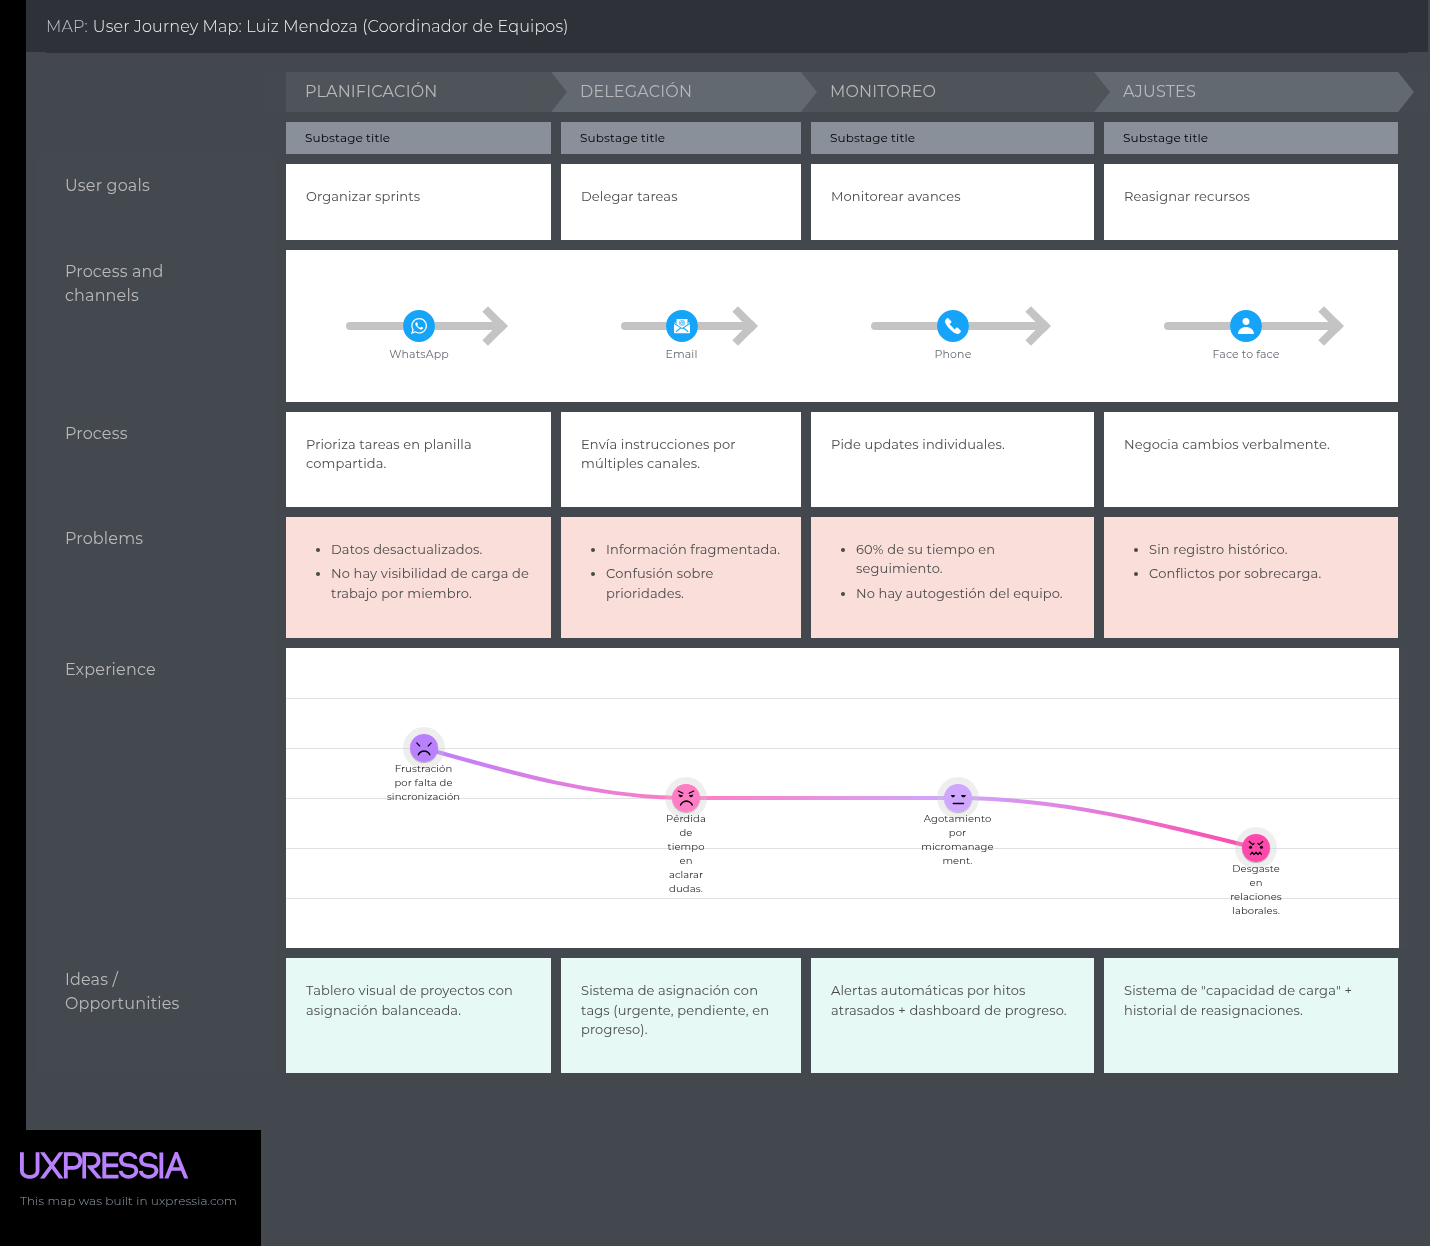 MAP: User Journey Map: Luiz Mendoza (Coordinador de Equipos)
PLANIFICACIÓN
DELEGACIÓN
MONITOREO
AJUSTES
Substage title
Substage title
Substage title
Substage title
User goals
Organizar sprints
Delegar tareas
Monitorear avances
Reasignar recursos
Process and
channels
WhatsApp
Email
Phone
Face to face
Process
Prioriza tareas en planilla
compartida.
Envía instrucciones por
múltiples canales.
Pide updates individuales.
Negocia cambios verbalmente.
Problems
• Datos desactualizados.
• No hay visibilidad de carga de
trabajo por miembro.
• Información fragmentada.
• Confusión sobre
prioridades.
• 60% de su tiempo en
seguimiento.
• No hay autogestión del equipo.
• Sin registro histórico.
• Conflictos por sobrecarga.
Experience
Frustración
por falta de
sincronización
Pérdida
de
tiempo
en
aclarar
dudas.
Agotamiento
por
micromanage
ment.
Desgaste
en
relaciones
laborales.
Ideas /
Opportunities
Tablero visual de proyectos con
asignación balanceada.
Sistema de asignación con
tags (urgente, pendiente, en
progreso).
Alertas automáticas por hitos
atrasados + dashboard de progreso.
Sistema de "capacidad de carga" +
historial de reasignaciones.
UXPRESSIA
This map was built in uxpressia.com